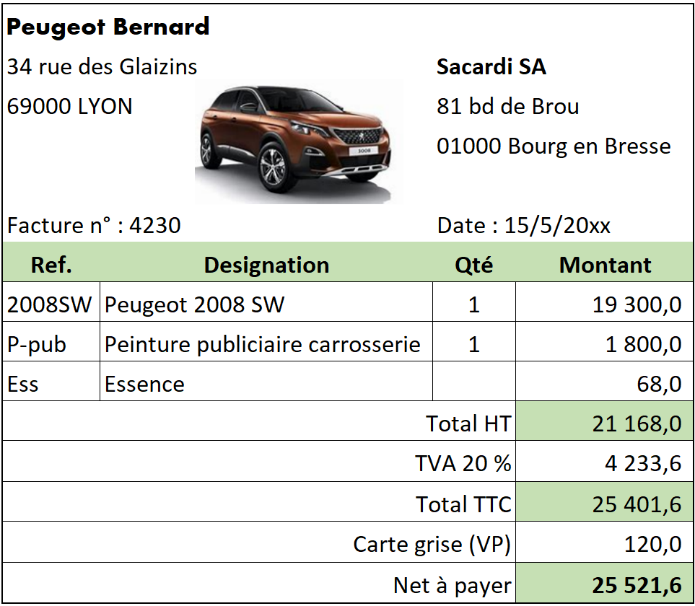 Peugeot Bernard
34 rue des Glaizins
Sacardi SA
69000 LYON
81 bd de Brou
01000 Bourg en Bresse
3008
Facture n° : 4230
Date : 15/5/20xx
Ref. Designation Qté Montant
2008SW Peugeot 2008 SW 1 19 300,0
P-pub Peinture publiciaire carrosserie 1 1 800,0
Ess Essence 68,0
Total HT 21 168,0
TVA 20 % 4 233,6
Total TTC 25 401,6
Carte grise (VP) 120,0
Net à payer 25 521,6